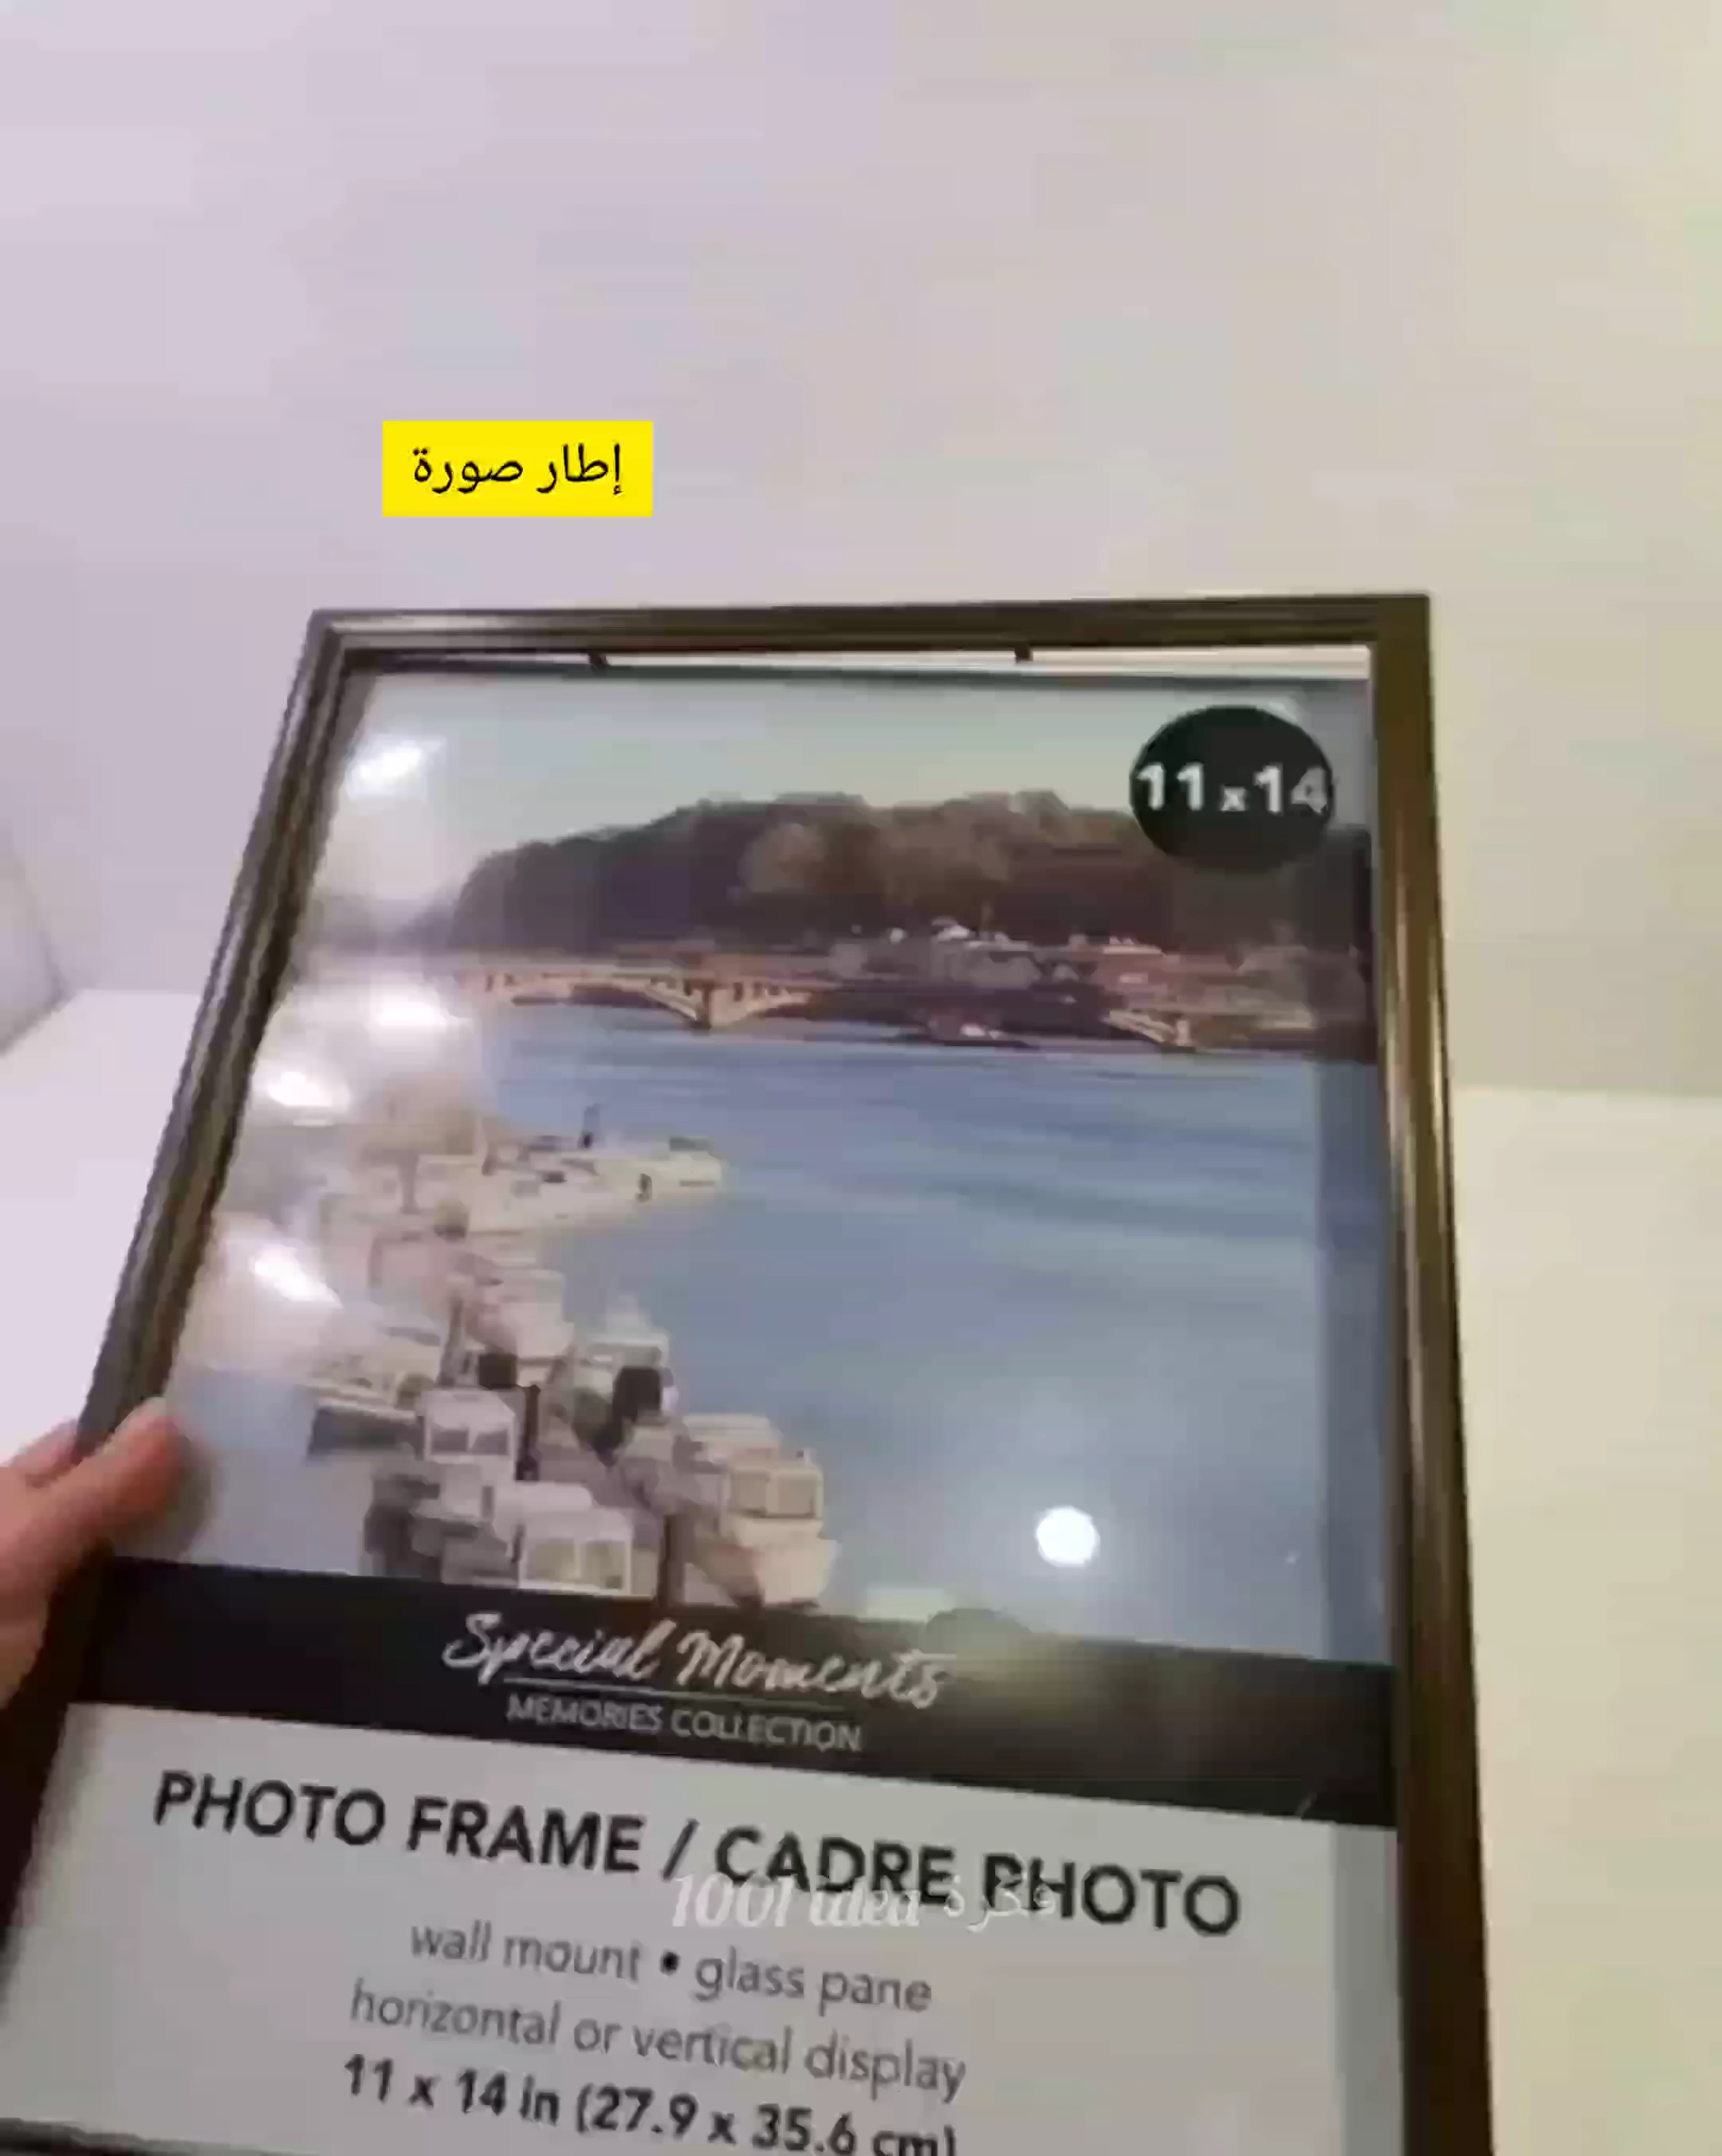 إطار صورة
11x14
Special Moments
MEMORIES COLLECTION
PHOTO FRAME / CADRE PHOTO
1001 idea فكرة
wall mount • glass pane
horizontal or vertical display
11 x 14 in (27.9 x 35.6 cm)